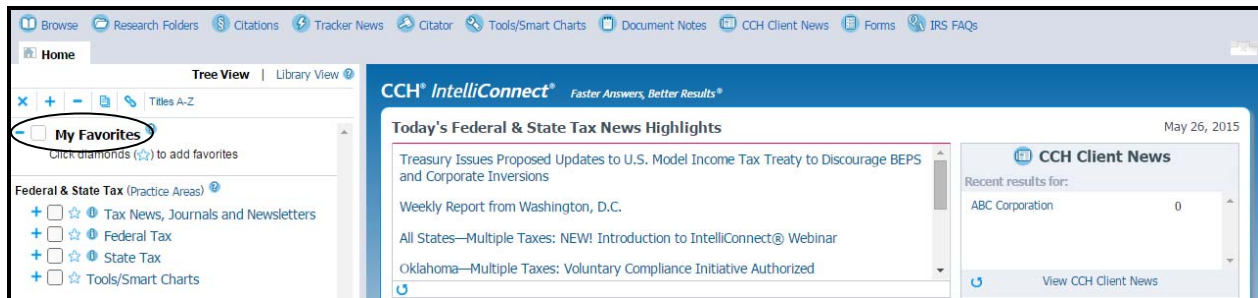 Browse Research Folders Citations Tracker News Citator Tools/Smart Charts Document Notes CCH Client News Forms IRS FAQs
Home
Tree View | Library View
Titles A-Z
My Favorites
Click diamonds (☆) to add favorites
Federal & State Tax (Practice Areas)
Tax News, Journals and Newsletters
Federal Tax
State Tax
Tools/Smart Charts
CCH® IntelliConnect® Faster Answers, Better Results®
Today's Federal & State Tax News Highlights
May 26, 2015
Treasury Issues Proposed Updates to U.S. Model Income Tax Treaty to Discourage BEPS
and Corporate Inversions
Weekly Report from Washington, D.C.
All States—Multiple Taxes: NEW! Introduction to IntelliConnect® Webinar
Oklahoma—Multiple Taxes: Voluntary Compliance Initiative Authorized
CCH Client News
Recent results for:
ABC Corporation 0
View CCH Client News